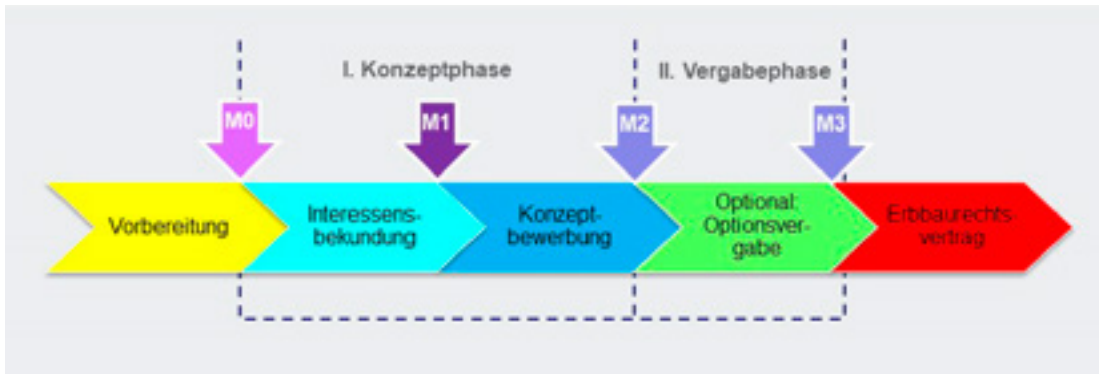 I. Konzeptphase
II. Vergabephase
M0
M1
M2
M3
Vorbereitung
Interessens-
bekundung
Konzept-
bewerbung
Optional:
Optionsver-
gabe
Erbbaurechts-
vertrag